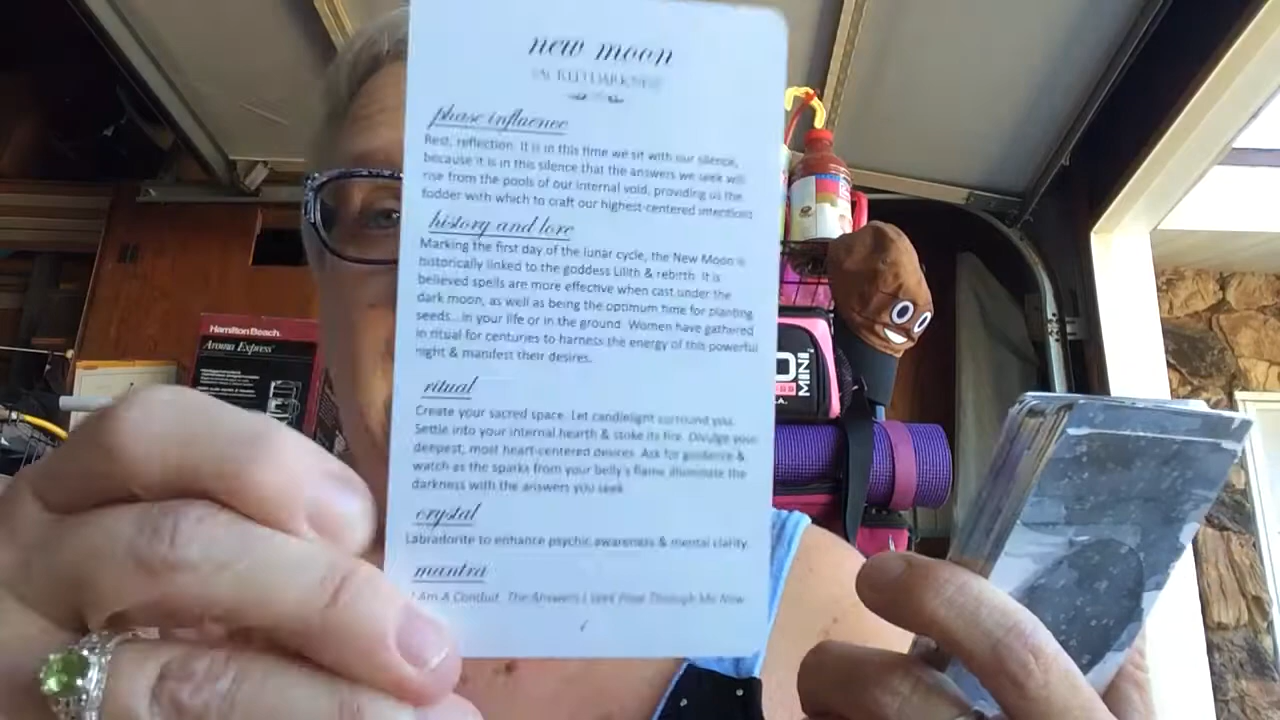 new moon
SACRED DARKNESS
phase influence
Rest, reflection. It is in this time we sit with our silence,
because it is in this silence that the answers we seek will
rise from the pools of our internal void, providing us the
fodder with which to craft our highest-centered intentions
history and lore
Marking the first day of the lunar cycle, the New Moon is
historically linked to the goddess Lilith & rebirth. It is
believed spells are more effective when cast under the
dark moon, as well as being the optimum time for planting
seeds... in your life or in the ground. Women have gathered
in ritual for centuries to harness the energy of this powerful
night & manifest their desires.
ritual
Create your sacred space. Let candlelight surround you.
Settle into your internal hearth & stoke its fire. Divulge your
deepest, most heart-centered desires. Ask for guidance &
watch as the sparks from your belly's flame illuminate the
darkness with the answers you seek
crystal
Labradorite to enhance psychic awareness & mental clarity.
mantra
I Am A Conduit. The Answers I Seek Flow Through Me Now
Hamilton Beach
Aroma Express
MINI